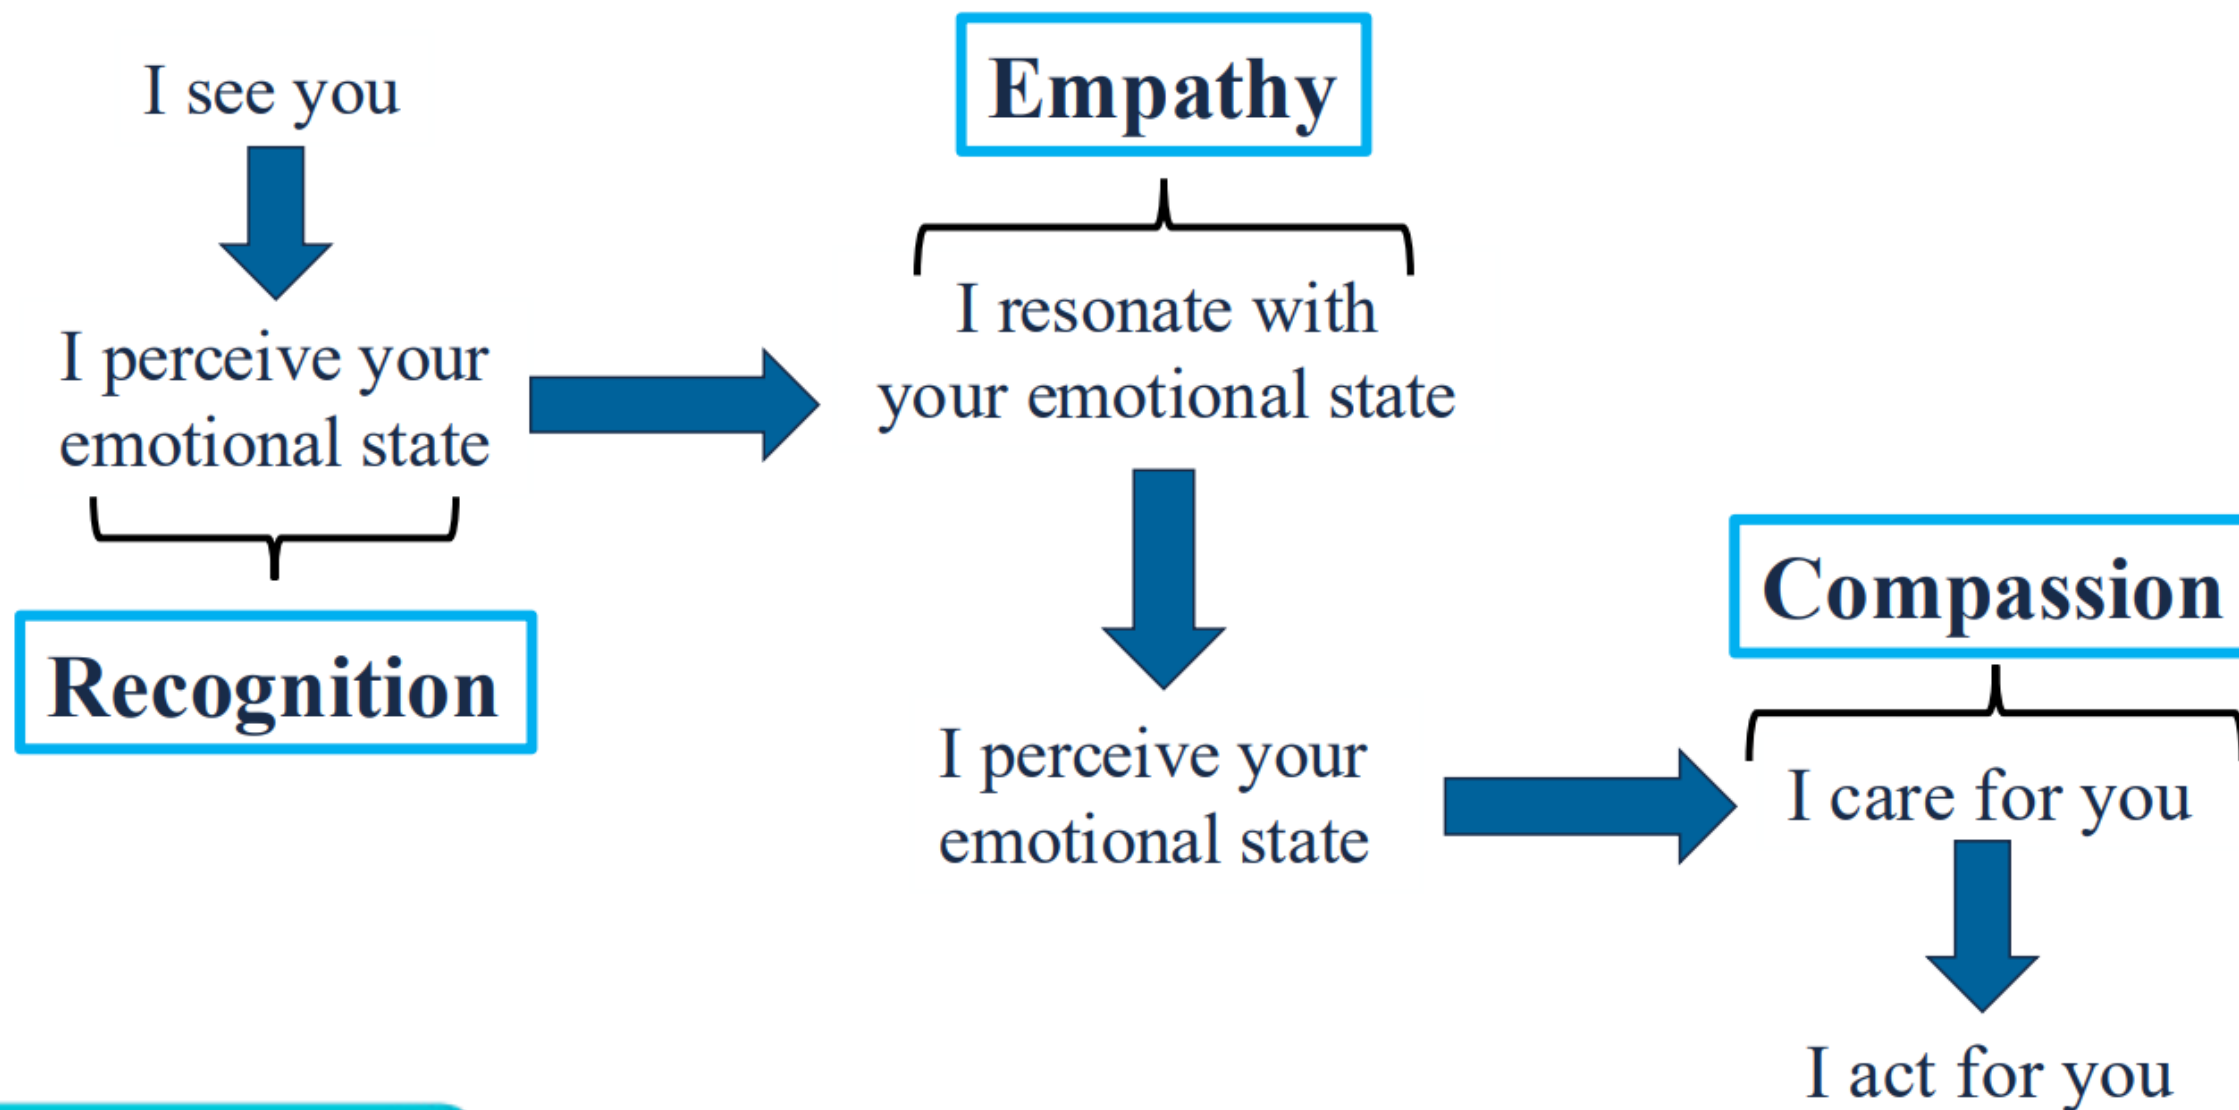 I see you
I perceive your
emotional state
Recognition
Empathy
I resonate with
your emotional state
I perceive your
emotional state
Compassion
I care for you
I act for you